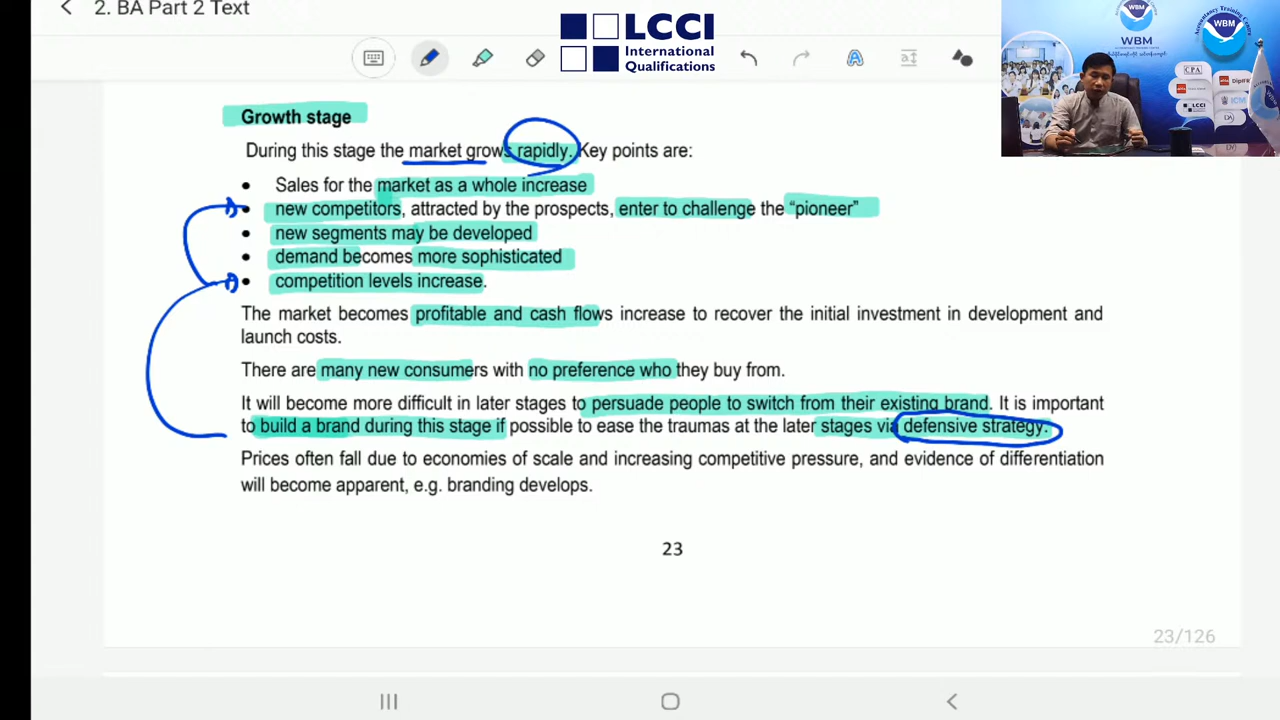 2. BA Part 2 Text
LCCI
International
Qualifications
WBM
WBM
WBM
CPA
LCCI
ICM
DA
Growth stage
During this stage the market grows rapidly. Key points are:
• Sales for the market as a whole increase
• new competitors, attracted by the prospects, enter to challenge the “pioneer”
• new segments may be developed
• demand becomes more sophisticated
• competition levels increase.
The market becomes profitable and cash flows increase to recover the initial investment in development and
launch costs.
There are many new consumers with no preference who they buy from.
It will become more difficult in later stages to persuade people to switch from their existing brand. It is important
to build a brand during this stage if possible to ease the traumas at the later stages via defensive strategy.
Prices often fall due to economies of scale and increasing competitive pressure, and evidence of differentiation
will become apparent, e.g. branding develops.
23
23/126